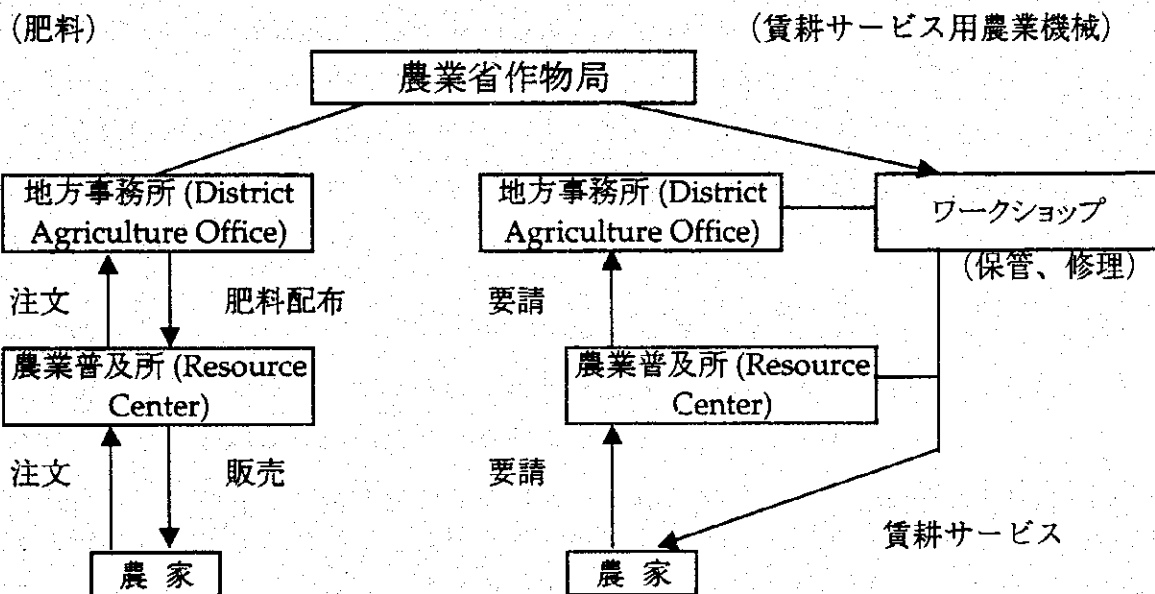 (肥料)
(賃耕サービス用農業機械)
農業省作物局
地方事務所 (District
Agriculture Office)
地方事務所 (District
Agriculture Office)
ワークショップ
(保管、修理)
注文
肥料配布
要請
農業普及所 (Resource
Center)
農業普及所 (Resource
Center)
注文
販売
要請
賃耕サービス
農 家
農 家